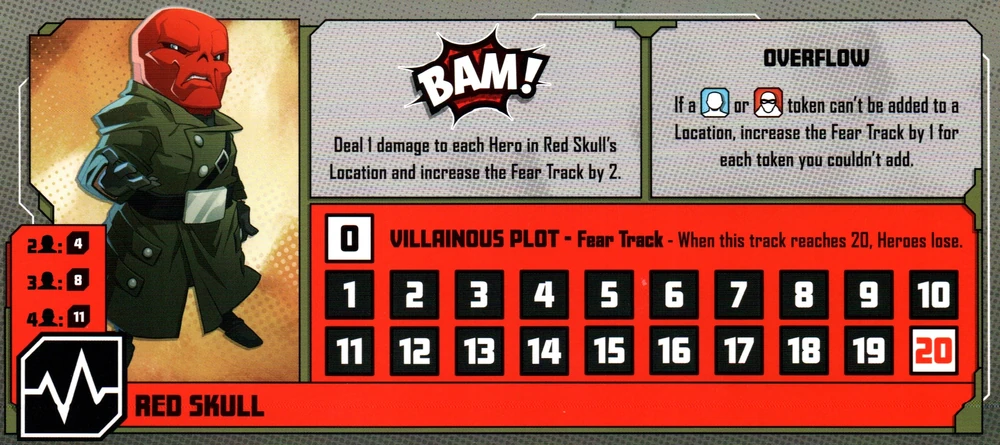 BAM!
Deal 1 damage to each Hero in Red Skull's
Location and increase the Fear Track by 2.
OVERFLOW
If a or token can't be added to a
Location, increase the Fear Track by 1 for
each token you couldn't add.
2 : 4
3 : 8
4 : 11
0 VILLAINOUS PLOT - Fear Track - When this track reaches 20, Heroes lose.
1 2 3 4 5 6 7 8 9 10
11 12 13 14 15 16 17 18 19 20
RED SKULL